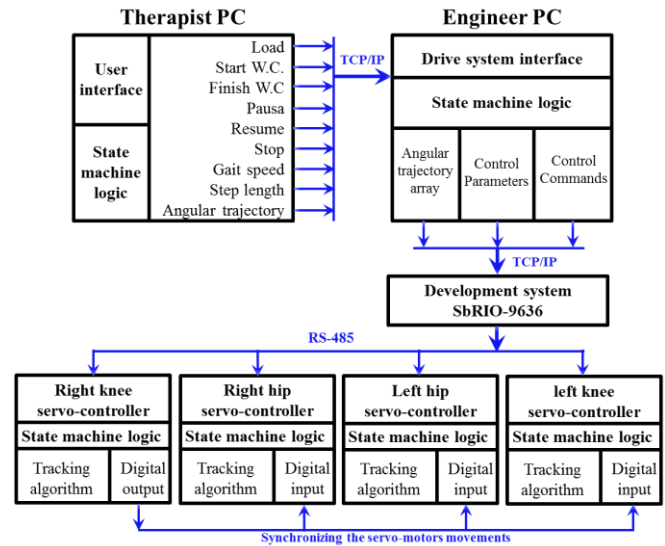 Therapist PC
User interface
State machine logic
Load
Start W.C.
Finish W.C
Pausa
Resume
Stop
Gait speed
Step length
Angular trajectory
TCP/IP
Engineer PC
Drive system interface
State machine logic
Angular trajectory array
Control Parameters
Control Commands
TCP/IP
Development system
SbRIO-9636
RS-485
Right knee
servo-controller
State machine logic
Tracking algorithm
Digital output
Right hip
servo-controller
State machine logic
Tracking algorithm
Digital input
Left hip
servo-controller
State machine logic
Tracking algorithm
Digital input
left knee
servo-controller
State machine logic
Tracking algorithm
Digital input
Synchronizing the servo-motors movements